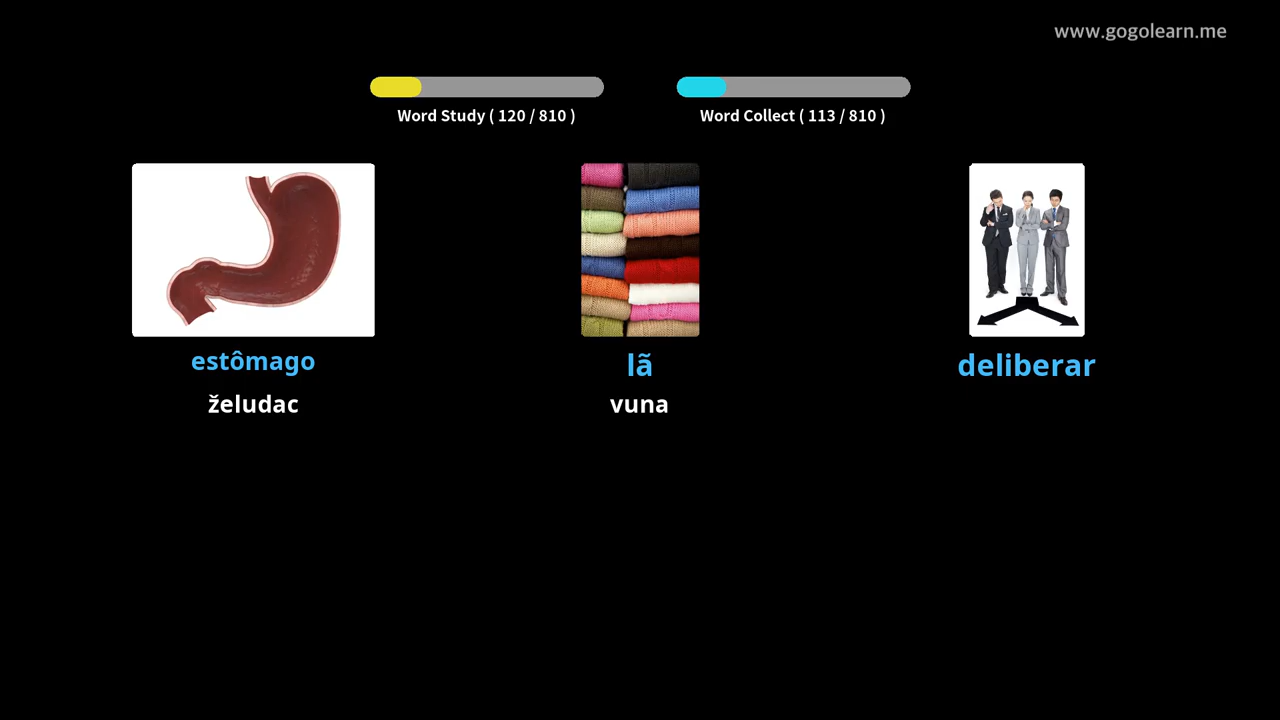 www.gogolearn.me
Word Study ( 120 / 810 )
Word Collect ( 113 / 810 )
estômago
želudac
lã
vuna
deliberar